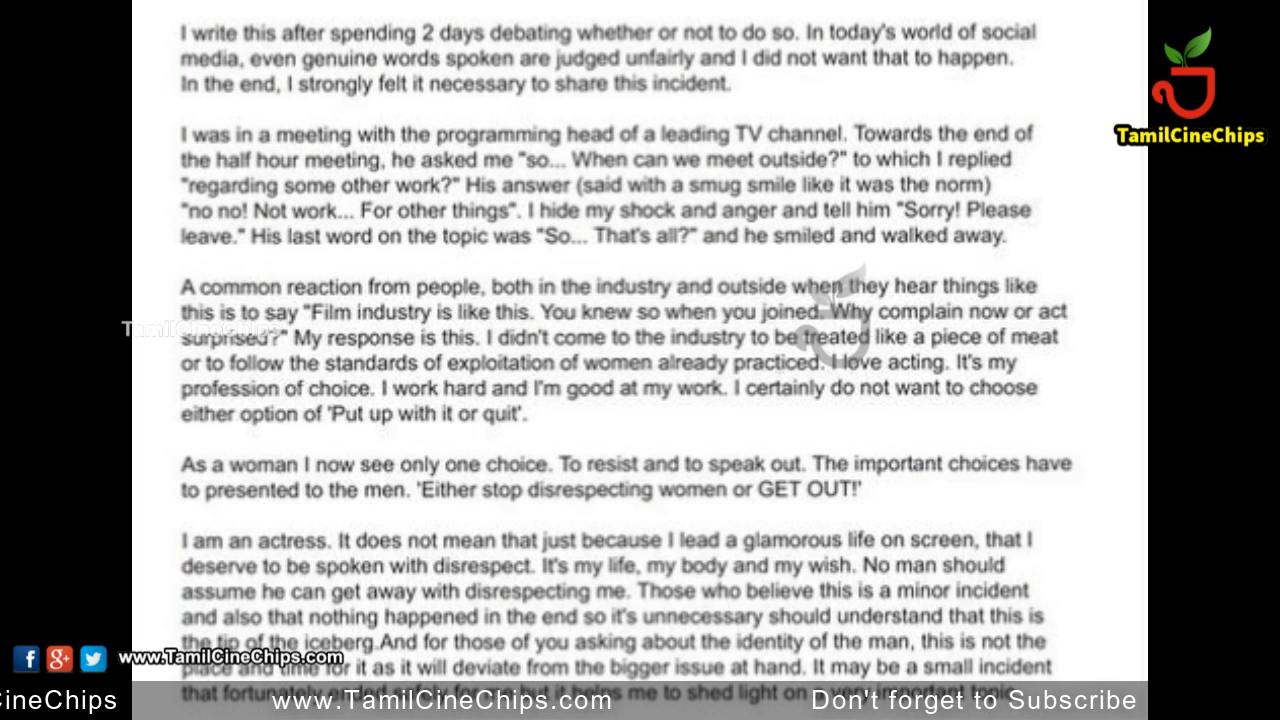 I write this after spending 2 days debating whether or not to do so. In today's world of social
media, even genuine words spoken are judged unfairly and I did not want that to happen.
In the end, I strongly felt it necessary to share this incident.
I was in a meeting with the programming head of a leading TV channel. Towards the end of
the half hour meeting, he asked me "so... When can we meet outside?" to which I replied
"regarding some other work?" His answer (said with a smug smile like it was the norm)
"no no! Not work... For other things". I hide my shock and anger and tell him "Sorry! Please
leave." His last word on the topic was "So... That's all?" and he smiled and walked away.
A common reaction from people, both in the industry and outside when they hear things like
this is to say "Film industry is like this. You knew so when you joined. Why complain now or act
surprised?" My response is this. I didn't come to the industry to be treated like a piece of meat
or to follow the standards of exploitation of women already practiced. I love acting. It's my
profession of choice. I work hard and I'm good at my work. I certainly do not want to choose
either option of 'Put up with it or quit'.
As a woman I now see only one choice. To resist and to speak out. The important choices have
to presented to the men. 'Either stop disrespecting women or GET OUT!'
I am an actress. It does not mean that just because I lead a glamorous life on screen, that I
deserve to be spoken with disrespect. It's my life, my body and my wish. No man should
assume he can get away with disrespecting me. Those who believe this is a minor incident
and also that nothing happened in the end so it's unnecessary should understand that this is
the tip of the iceberg.And for those of you asking about the identity of the man, this is not the
place and time for it as it will deviate from the bigger issue at hand. It may be a small incident
that fortunately me but it helps me to shed light on a very important topic
TamilCineChips
TamilCineChips
f g+ www.TamilCineChips.com
CineChips www.TamilCineChips.com Don't forget to Subscribe